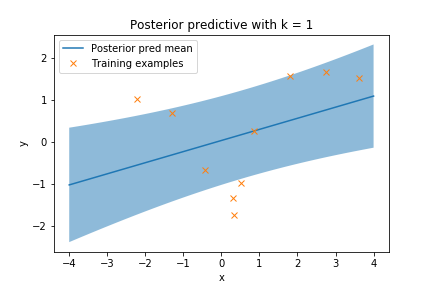 Posterior predictive with k = 1
Posterior pred mean
Training examples
2
1
0
−1
−2
y
−4 −3 −2 −1 0 1 2 3 4
x